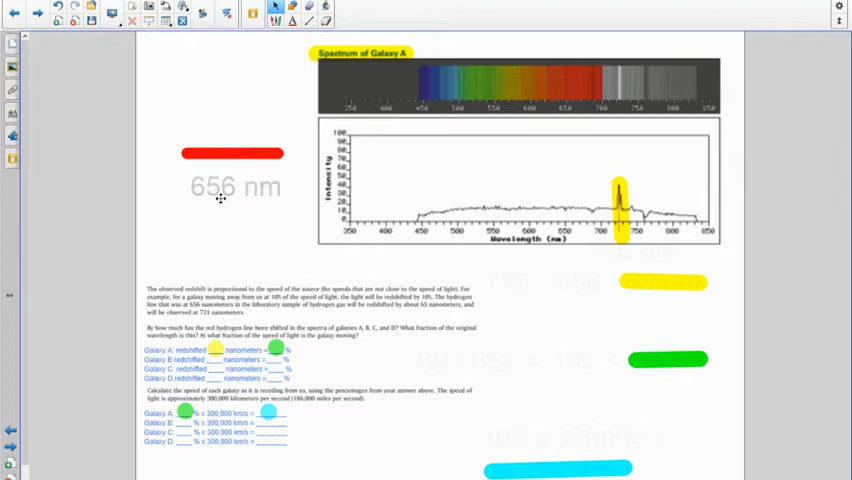 Spectrum of Galaxy A
350 400 450 500 550 600 650 700 750 800 850
100
90
80
70
60
50
40
30
20
10
0
Intensity
350 400 450 500 550 600 650 700 750 800 850
Wavelength (nm)
656 nm
The observed redshift is proportional to the speed of the source (for speeds that are not close to the speed of light). For
example, for a galaxy moving away from us at 10% of the speed of light, the light will be redshifted by 10%. The hydrogen
line that was at 656 nanometers in the laboratory sample of hydrogen gas will be redshifted by about 65 nanometers and
will be observed at 721 nanometers.
By how much has the red hydrogen line been shifted in the spectra of galaxies A, B, C, and D? What fraction of the original
wavelength is this? At what fraction of the speed of light is the galaxy moving?
Galaxy A: redshifted ____ nanometers =____ %
Galaxy B redshifted ____ nanometers =____ %
Galaxy C: redshifted ____ nanometers =____ %
Galaxy D redshifted ____ nanometers =____ %
Calculate the speed of each galaxy as it is receding from us, using the percentages from your answer above. The speed of
light is approximately 300,000 kilometers per second (186,000 miles per second).
Galaxy A: ____ % x 300,000 km/s = ________
Galaxy B: ____ % x 300,000 km/s = ________
Galaxy C: ____ % x 300,000 km/s = ________
Galaxy D: ____ % x 300,000 km/s = ________